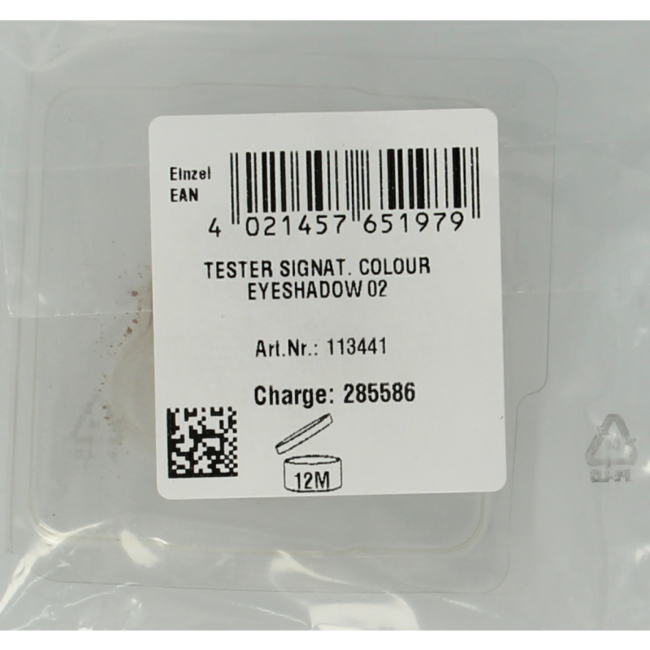 Einzel
EAN
4 021457 651979
TESTER SIGNAT. COLOUR
EYESHADOW 02
Art.Nr.: 113441
Charge: 285586
12M